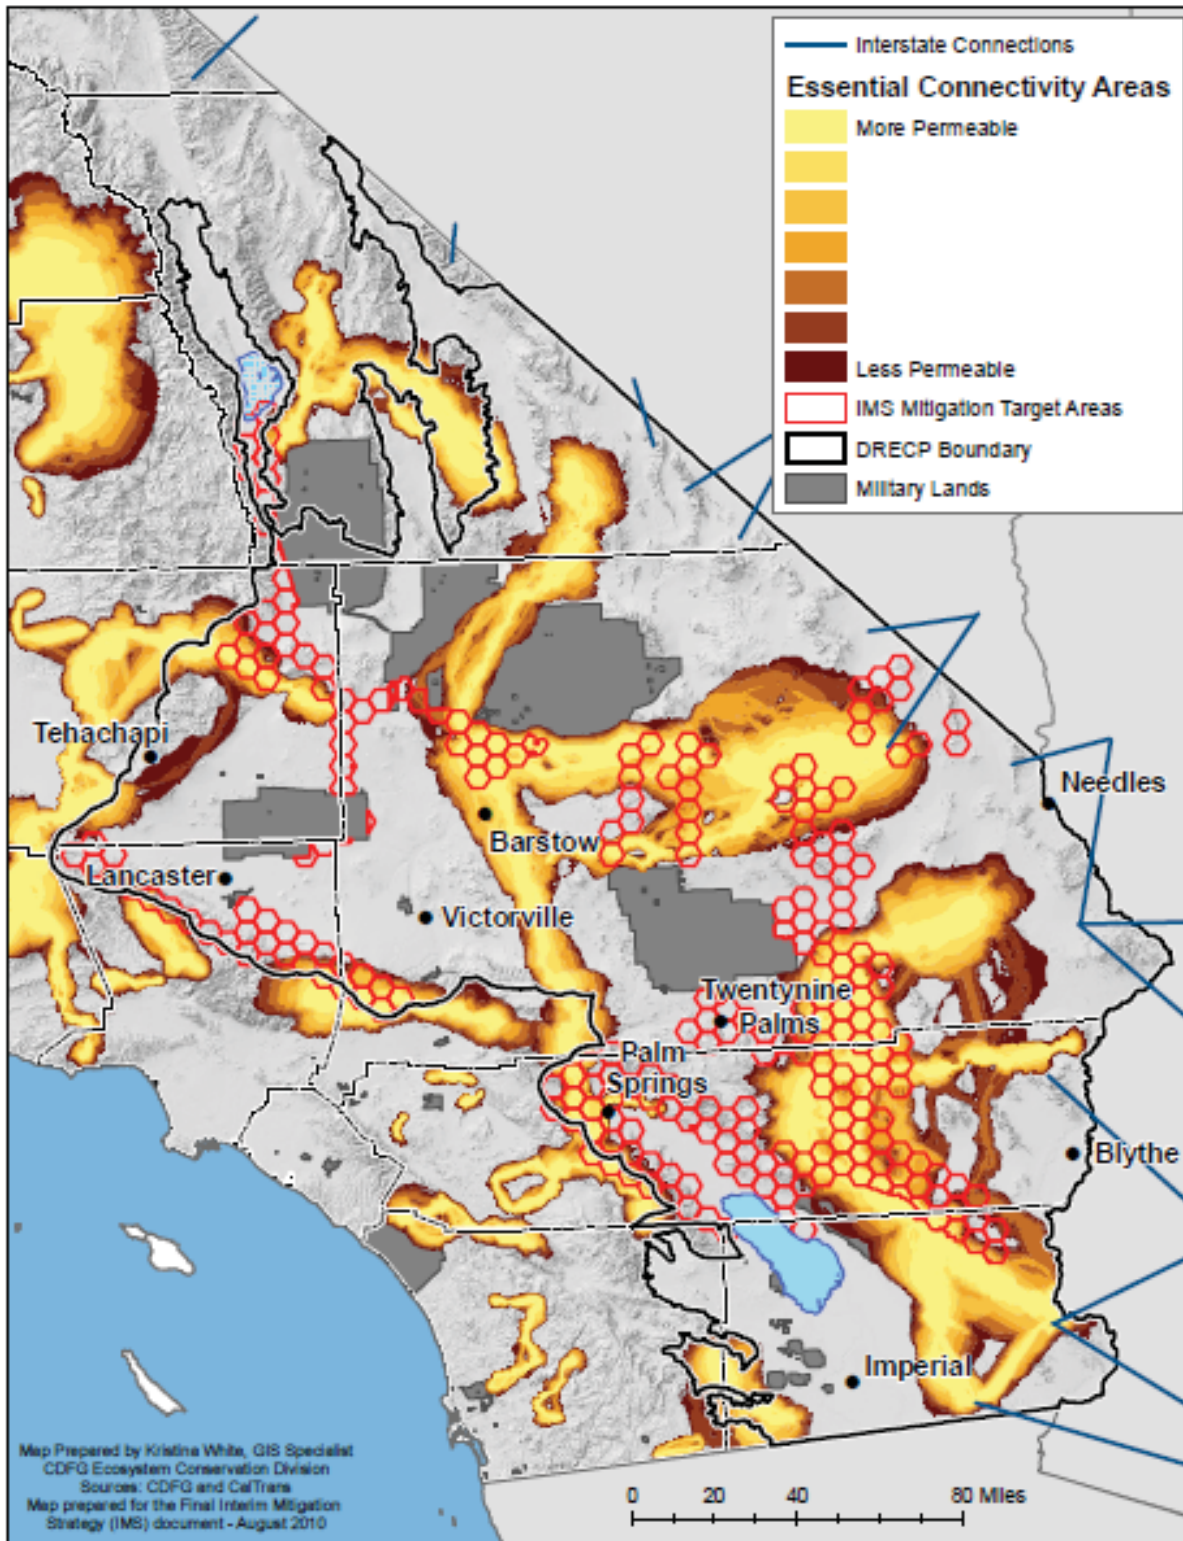 Interstate Connections
Essential Connectivity Areas
More Permeable
Less Permeable
IMS Mitigation Target Areas
DRECP Boundary
Military Lands
Tehachapi
Needles
Barstow
Lancaster
Victorville
Twentynine
Palms
Palm
Springs
Blythe
Imperial
Map Prepared by Kristina White, GIS Specialist
CDFG Ecosystem Conservation Division
Sources: CDFG and CalTrans
Map prepared for the Final Interim Mitigation
Strategy (IMS) document - August 2010
0 20 40 80 Miles